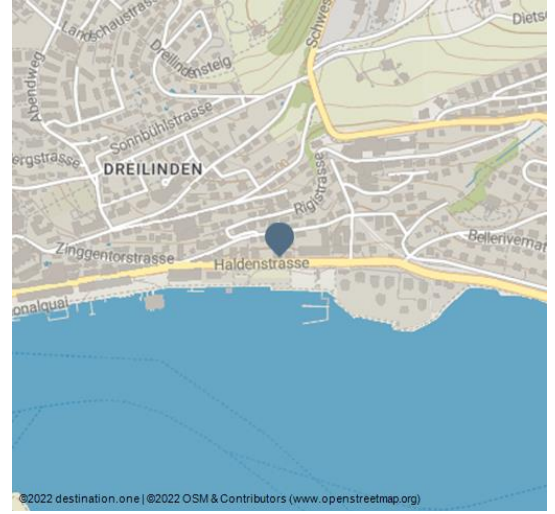 Landschaustrasse
Dreilindensteig
Abendweg
Schwes
Dietsc
Sonnbühlstrasse
ergstrasse
DREILINDEN
Rigistrasse
Zinggentorstrasse
Haldenstrasse
Bellerivemat
onalquai
©2022 destination.one | ©2022 OSM & Contributors (www.openstreetmap.org)